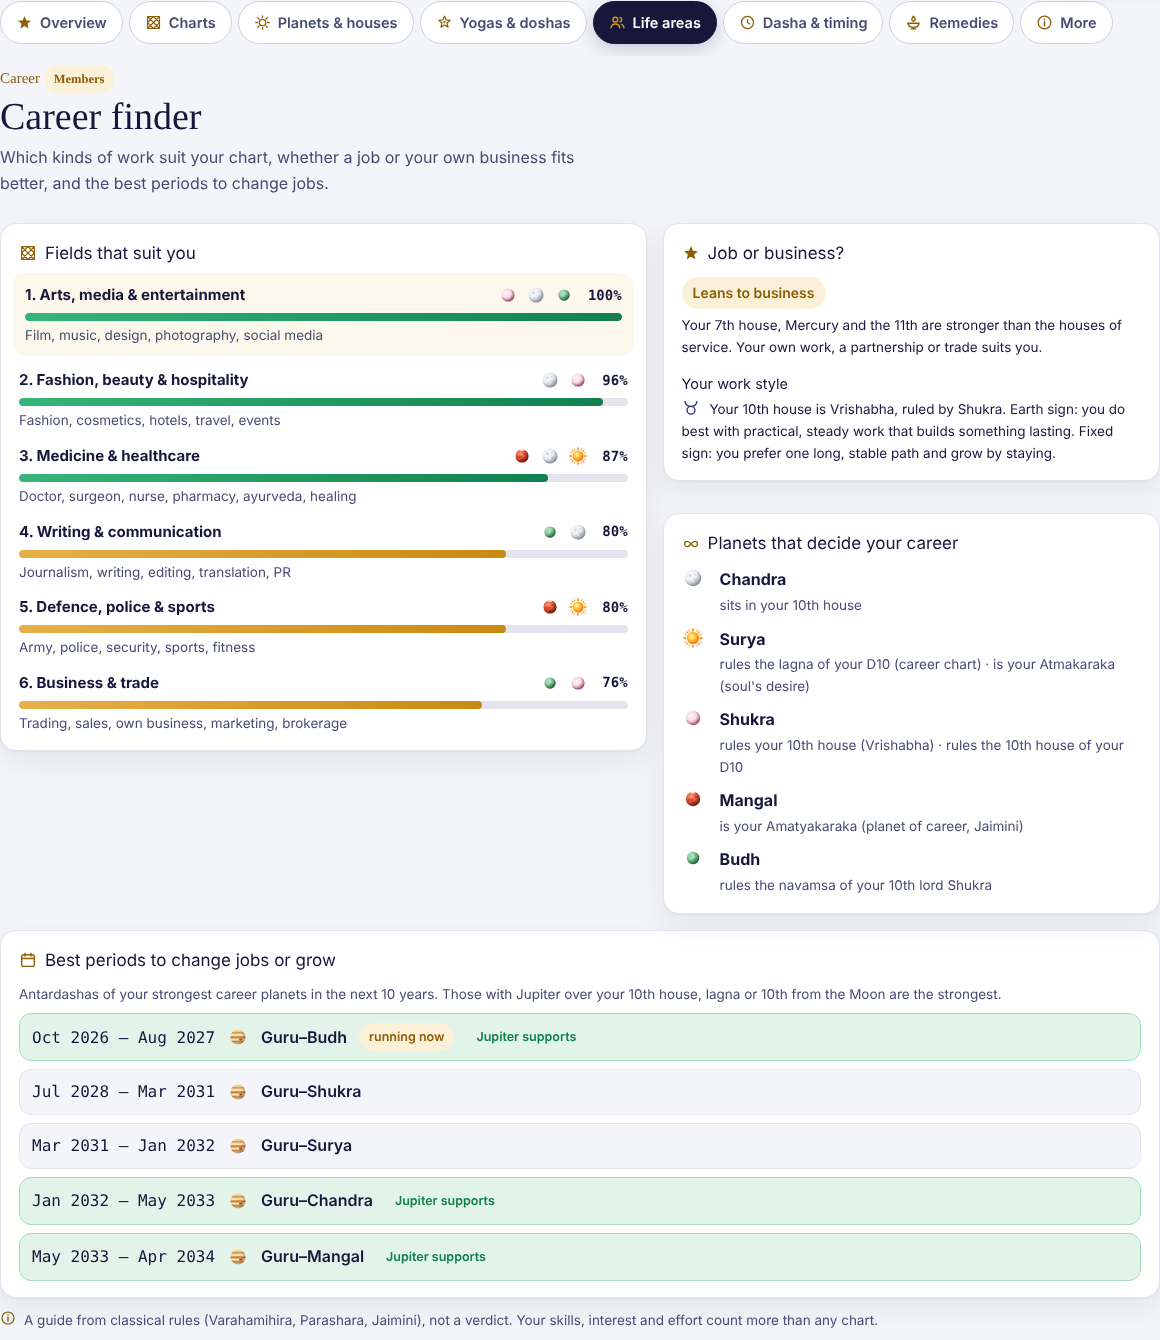 Overview
Charts
Planets & houses
Yogas & doshas
Life areas
Dasha & timing
Remedies
More
Career Members
Career finder
Which kinds of work suit your chart, whether a job or your own business fits
better, and the best periods to change jobs.
Fields that suit you
1. Arts, media & entertainment 100%
Film, music, design, photography, social media
2. Fashion, beauty & hospitality 96%
Fashion, cosmetics, hotels, travel, events
3. Medicine & healthcare 87%
Doctor, surgeon, nurse, pharmacy, ayurveda, healing
4. Writing & communication 80%
Journalism, writing, editing, translation, PR
5. Defence, police & sports 80%
Army, police, security, sports, fitness
6. Business & trade 76%
Trading, sales, own business, marketing, brokerage
Job or business?
Leans to business
Your 7th house, Mercury and the 11th are stronger than the houses of
service. Your own work, a partnership or trade suits you.
Your work style
♉ Your 10th house is Vrishabha, ruled by Shukra. Earth sign: you do
best with practical, steady work that builds something lasting. Fixed
sign: you prefer one long, stable path and grow by staying.
Planets that decide your career
Chandra
sits in your 10th house
Surya
rules the lagna of your D10 (career chart) · is your Atmakaraka
(soul's desire)
Shukra
rules your 10th house (Vrishabha) · rules the 10th house of your
D10
Mangal
is your Amatyakaraka (planet of career, Jaimini)
Budh
rules the navamsa of your 10th lord Shukra
Best periods to change jobs or grow
Antardashas of your strongest career planets in the next 10 years. Those with Jupiter over your 10th house, lagna or 10th from the Moon are the strongest.
Oct 2026 – Aug 2027 Guru–Budh running now Jupiter supports
Jul 2028 – Mar 2031 Guru–Shukra
Mar 2031 – Jan 2032 Guru–Surya
Jan 2032 – May 2033 Guru–Chandra Jupiter supports
May 2033 – Apr 2034 Guru–Mangal Jupiter supports
A guide from classical rules (Varahamihira, Parashara, Jaimini), not a verdict. Your skills, interest and effort count more than any chart.